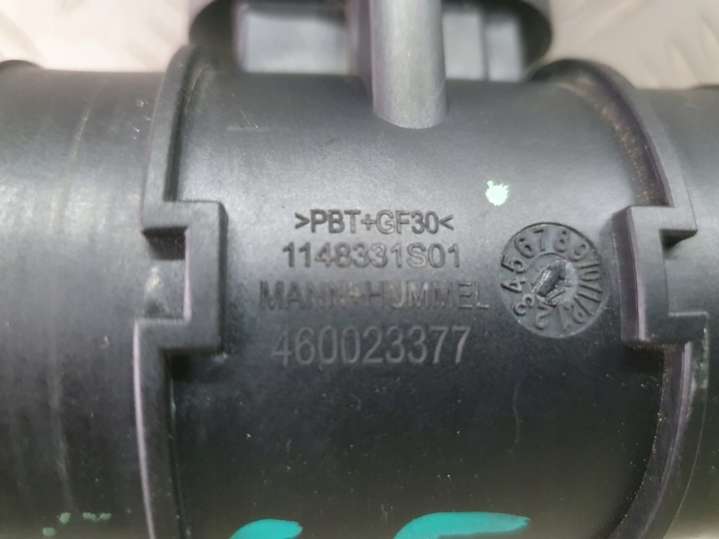 >PBT+GF30<
1148331S01
MANN+HUMMEL
460023377